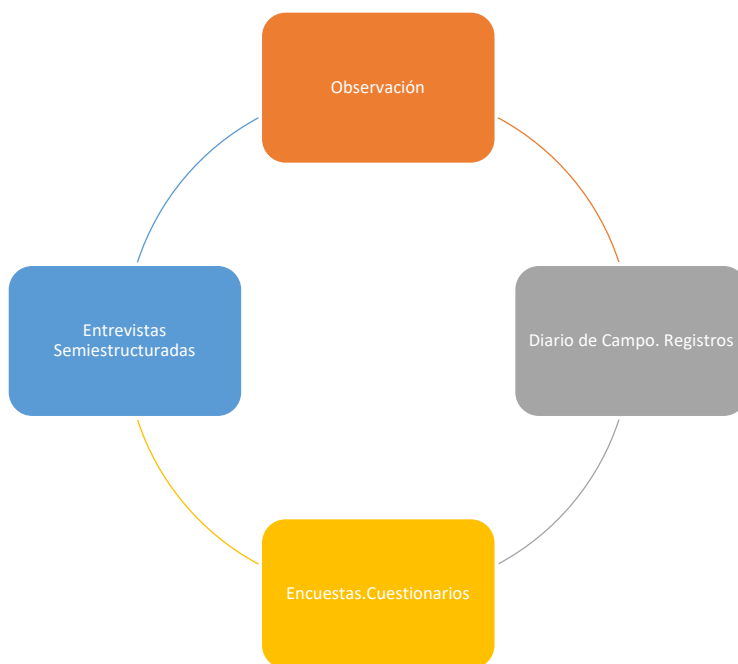 Observación
Diario de Campo. Registros
Encuestas.Cuestionarios
Entrevistas
Semiestructuradas